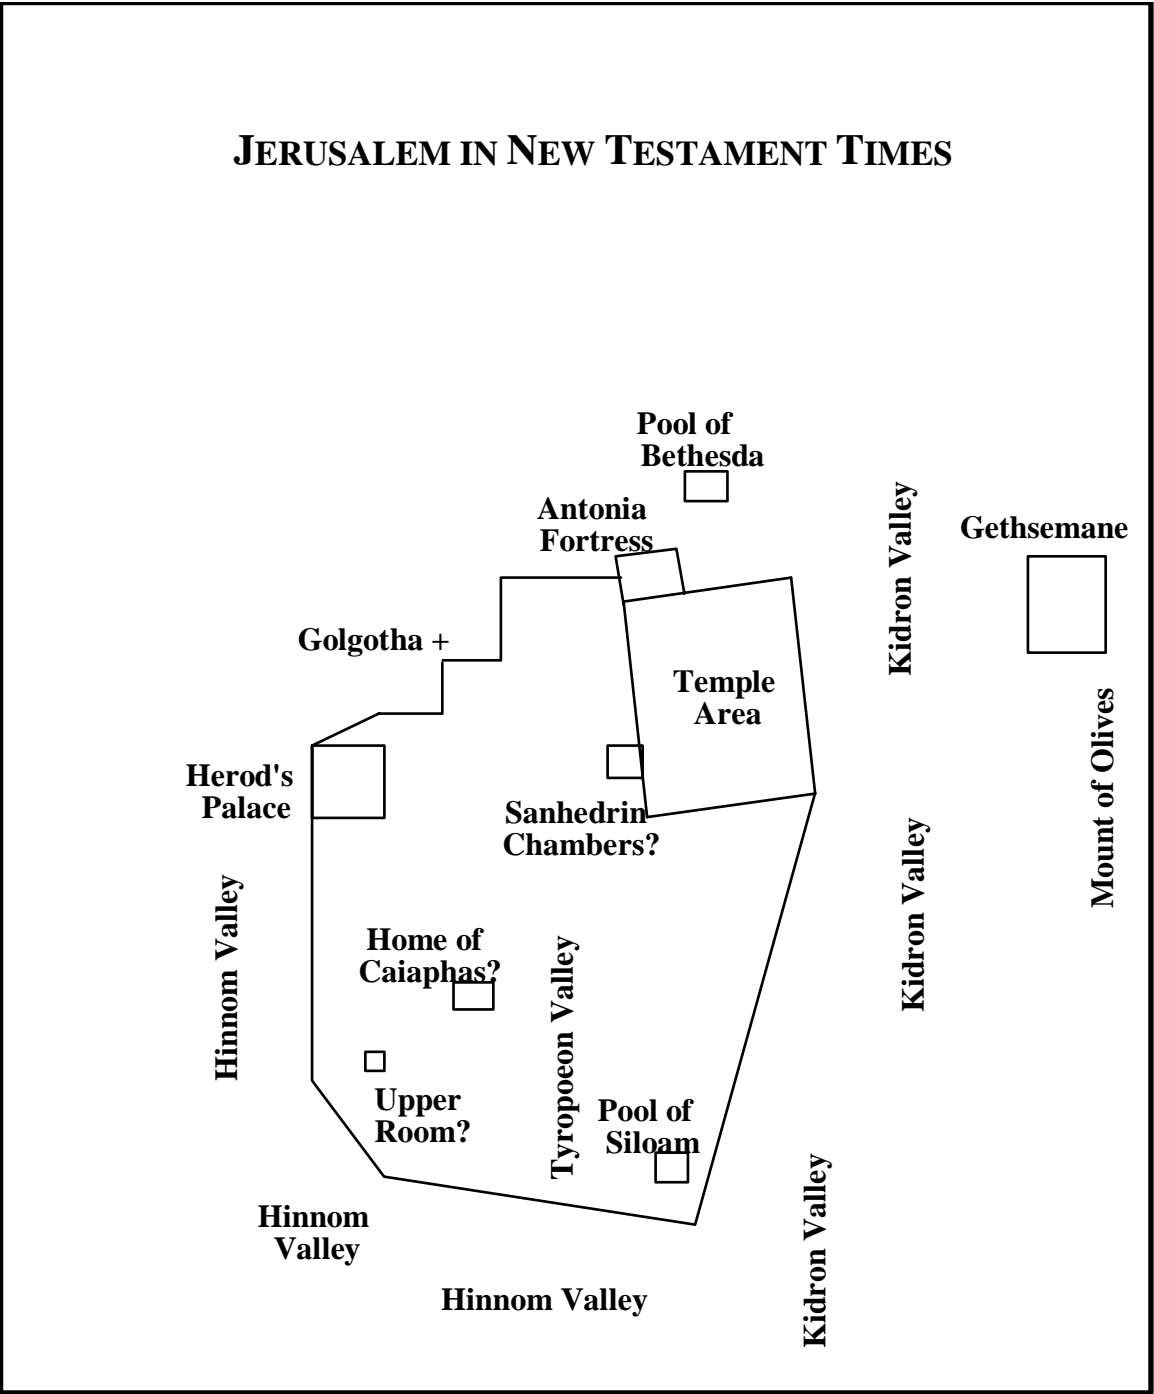 JERUSALEM IN NEW TESTAMENT TIMES
Pool of
Bethesda
Antonia
Fortress
Kidron Valley
Gethsemane
Golgotha +
Temple
Area
Mount of Olives
Herod's
Palace
Sanhedrin
Chambers?
Kidron Valley
Hinnom Valley
Home of
Caiaphas?
Tyropoeon Valley
Upper
Room?
Pool of
Siloam
Kidron Valley
Hinnom
Valley
Hinnom Valley